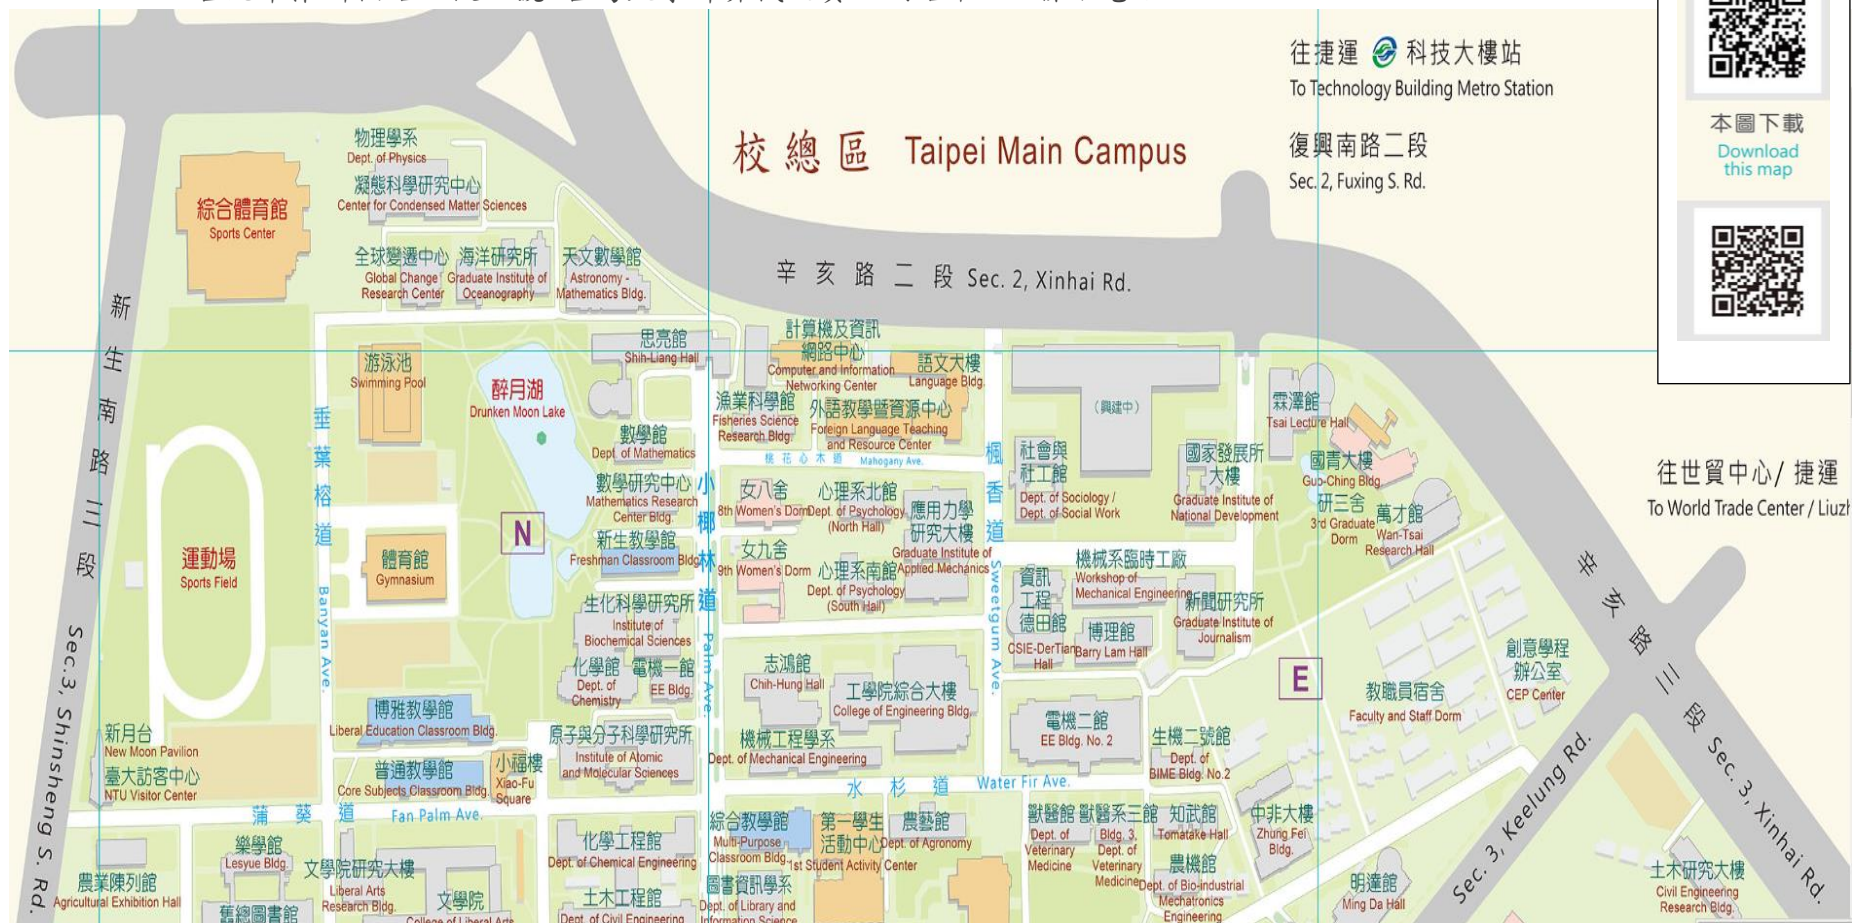 往捷運 科技大樓站
To Technology Building Metro Station
復興南路二段
Sec. 2, Fuxing S. Rd.
本圖下載
Download
this map
校總區 Taipei Main Campus
物理學系
Dept. of Physics
凝態科學研究中心
Center for Condensed Matter Sciences
綜合體育館
Sports Center
全球變遷中心
Global Change
Research Center
海洋研究所
Graduate Institute of
Oceanography
天文數學館
Astronomy -
Mathematics Bldg.
辛亥路二段 Sec. 2, Xinhai Rd.
新生南路三段 Sec.3, Shinsheng S. Rd.
思亮館
Shih-Liang Hall
計算機及資訊
網路中心
Computer and Information
Networking Center
語文大樓
Language Bldg.
游泳池
Swimming Pool
醉月湖
Drunken Moon Lake
漁業科學館
Fisheries Science
Research Bldg.
外語教學暨資源中心
Foreign Language Teaching
and Resource Center
(興建中)
霖澤館
Tsai Lecture Hall
垂葉榕道 Banyan Ave.
數學館
Dept. of Mathematics
桃花心木道 Mahogany Ave.
楓香道 Sweetgum Ave.
社會與
社工館
Dept. of Sociology /
Dept. of Social Work
國家發展所
大樓
Graduate Institute of
National Development
國青大樓
Guo-Ching Bldg.
往世貿中心/ 捷運
To World Trade Center / Liuzh
數學研究中心
Mathematics Research
Center Bldg.
小椰林道 Palm Ave.
女八舍
8th Women's Dorm
心理系北館
Dept. of Psychology
(North Hall)
應用力學
研究大樓
Graduate Institute of
Applied Mechanics
研三舍
3rd Graduate
Dorm
萬才館
Wan-Tsai
Research Hall
N
運動場
Sports Field
體育館
Gymnasium
新生教學館
Freshman Classroom Bldg.
女九舍
9th Women's Dorm
心理系南館
Dept. of Psychology
(South Hall)
機械系臨時工廠
Workshop of
Mechanical Engineering
資訊
工程
德田館
CSIE-DerTian
Hall
博理館
Barry Lam Hall
新聞研究所
Graduate Institute of
Journalism
生化科學研究所
Institute of
Biochemical Sciences
化學館
Dept. of
Chemistry
電機一館
EE Bldg.
志鴻館
Chih-Hung Hall
工學院綜合大樓
College of Engineering Bldg.
E
教職員宿舍
Faculty and Staff Dorm
創意學程
辦公室
CEP Center
辛亥路三段 Sec. 3, Xinhai Rd.
博雅教學館
Liberal Education Classroom Bldg.
新月台
New Moon Pavilion
臺大訪客中心
NTU Visitor Center
原子與分子科學研究所
Institute of Atomic
and Molecular Sciences
機械工程學系
Dept. of Mechanical Engineering
電機二館
EE Bldg. No. 2
生機二號館
Dept. of
BIME Bldg. No.2
普通教學館
Core Subjects Classroom Bldg.
小福樓
Xiao-Fu
Square
水杉道 Water Fir Ave.
Sec. 3, Keelung Rd.
蒲葵道 Fan Palm Ave.
樂學館
Lesyue Bldg.
農業陳列館
Agricultural Exhibition Hall
文學院研究大樓
Liberal Arts
Research Bldg.
舊總圖書館
文學院
College of Liberal Arts
化學工程館
Dept. of Chemical Engineering
土木工程館
Dept. of Civil Engineering
綜合教學館
Multi-Purpose
Classroom Bldg.
第一學生
活動中心
1st Student Activity Center
農藝館
Dept. of Agronomy
圖書資訊學系
Dept. of Library and
Information Science
獸醫館
Dept. of
Veterinary
Medicine
獸醫系三館
Bldg. 3,
Dept. of
Veterinary
Medicine
知武館
Tomatake Hall
農機館
Dept. of Bio-industrial
Mechatronics
Engineering
中非大樓
Zhung Fei
Bldg.
明達館
Ming Da Hall
土木研究大樓
Civil Engineering
Research Bldg.